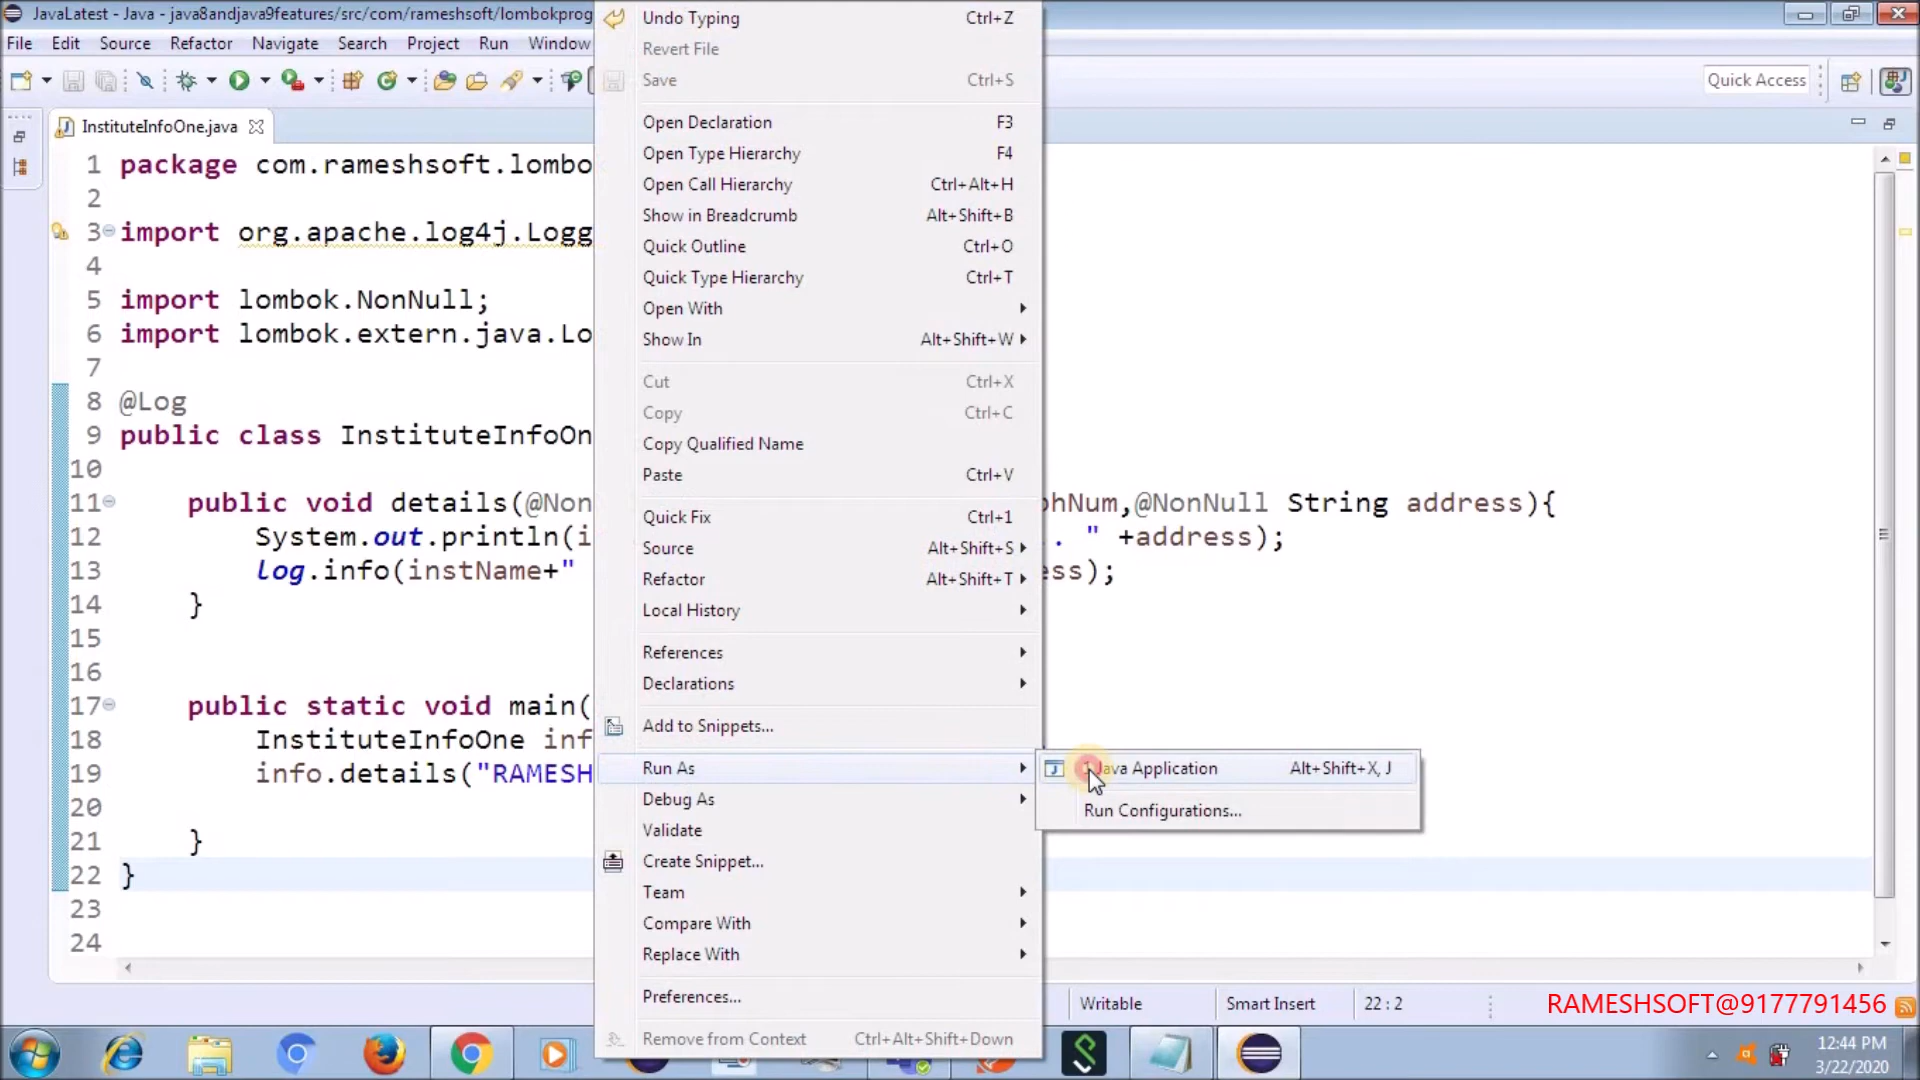 JavaLatest - Java - java8andjava9features/src/com/rameshsoft/lombokprog
File Edit Source Refactor Navigate Search Project Run Window
Quick Access
InstituteInfoOne.java
1 package com.rameshsoft.lombo
2
3 import org.apache.log4j.Logg
4
5 import lombok.NonNull;
6 import lombok.extern.java.Lo
7
8 @Log
9 public class InstituteInfoOn
10
11 public void details(@Non phNum,@NonNull String address){
12 System.out.println(i . " +address);
13 log.info(instName+" ess);
14 }
15
16
17 public static void main(
18 InstituteInfoOne inf
19 info.details("RAMESH
20
21 }
22 }
23
24
Undo Typing Ctrl+Z
Revert File
Save Ctrl+S
Open Declaration F3
Open Type Hierarchy F4
Open Call Hierarchy Ctrl+Alt+H
Show in Breadcrumb Alt+Shift+B
Quick Outline Ctrl+O
Quick Type Hierarchy Ctrl+T
Open With
Show In Alt+Shift+W
Cut Ctrl+X
Copy Ctrl+C
Copy Qualified Name
Paste Ctrl+V
Quick Fix Ctrl+1
Source Alt+Shift+S
Refactor Alt+Shift+T
Local History
References
Declarations
Add to Snippets...
Run As
Debug As
Validate
Create Snippet...
Team
Compare With
Replace With
Preferences...
Remove from Context Ctrl+Alt+Shift+Down
Java Application Alt+Shift+X, J
Run Configurations...
Writable Smart Insert 22 : 2
RAMESHSOFT@9177791456
12:44 PM
3/22/2020